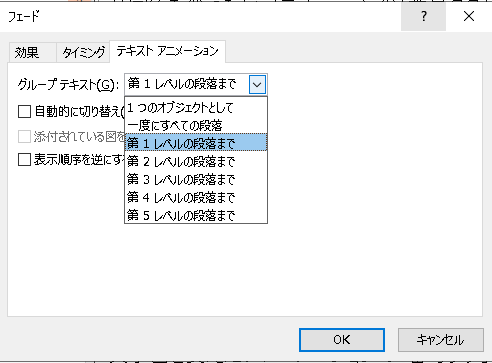 フェード
?
効果 タイミング テキスト アニメーション
グループ テキスト(G): 第 1 レベルの段落まで
自動的に切り替え(
添付されている図を
表示順序を逆にす
1 つのオブジェクトとして
一度にすべての段落
第 1 レベルの段落まで
第 2 レベルの段落まで
第 3 レベルの段落まで
第 4 レベルの段落まで
第 5 レベルの段落まで
OK キャンセル